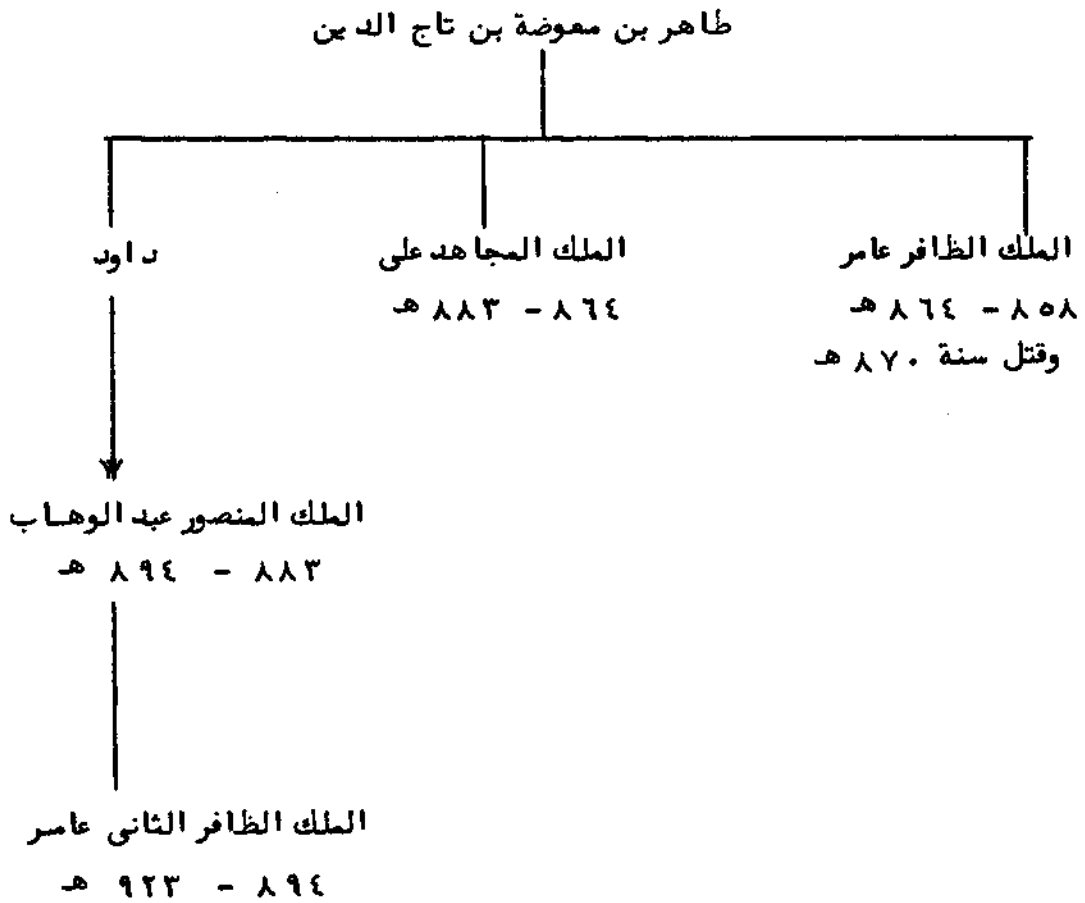 طاهر بن معوضة بن تاج الدين
الملك الظافر عامر
٨٥٨ - ٨٦٤ هـ
وقتل سنة ٨٧٠ هـ
الملك المجاهد على
٨٦٤ - ٨٨٣ هـ
داود
الملك المنصور عبد الوهاب
٨٨٣ - ٨٩٤ هـ
الملك الظافر الثانى عامر
٨٩٤ - ٩٢٣ هـ